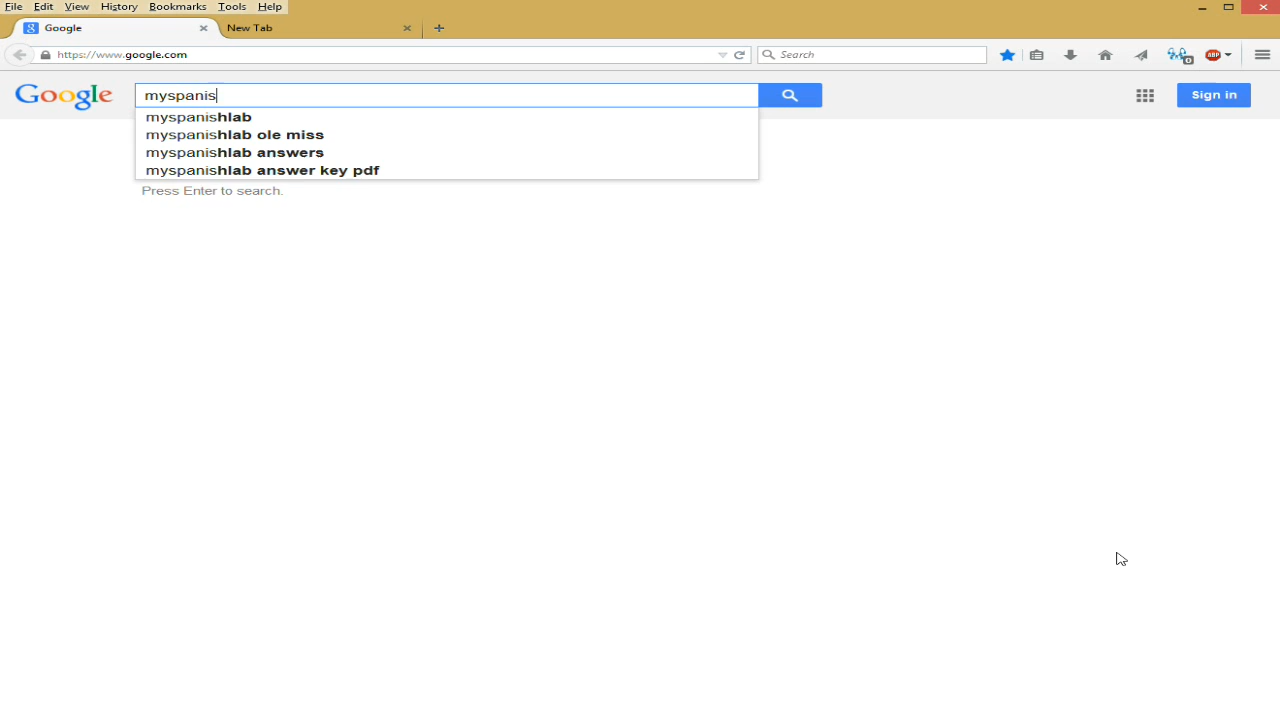 File Edit View History Bookmarks Tools Help
Google
New Tab
https://www.google.com
Search
ABP
Google
myspanis
Sign in
myspanishlab
myspanishlab ole miss
myspanishlab answers
myspanishlab answer key pdf
Press Enter to search.